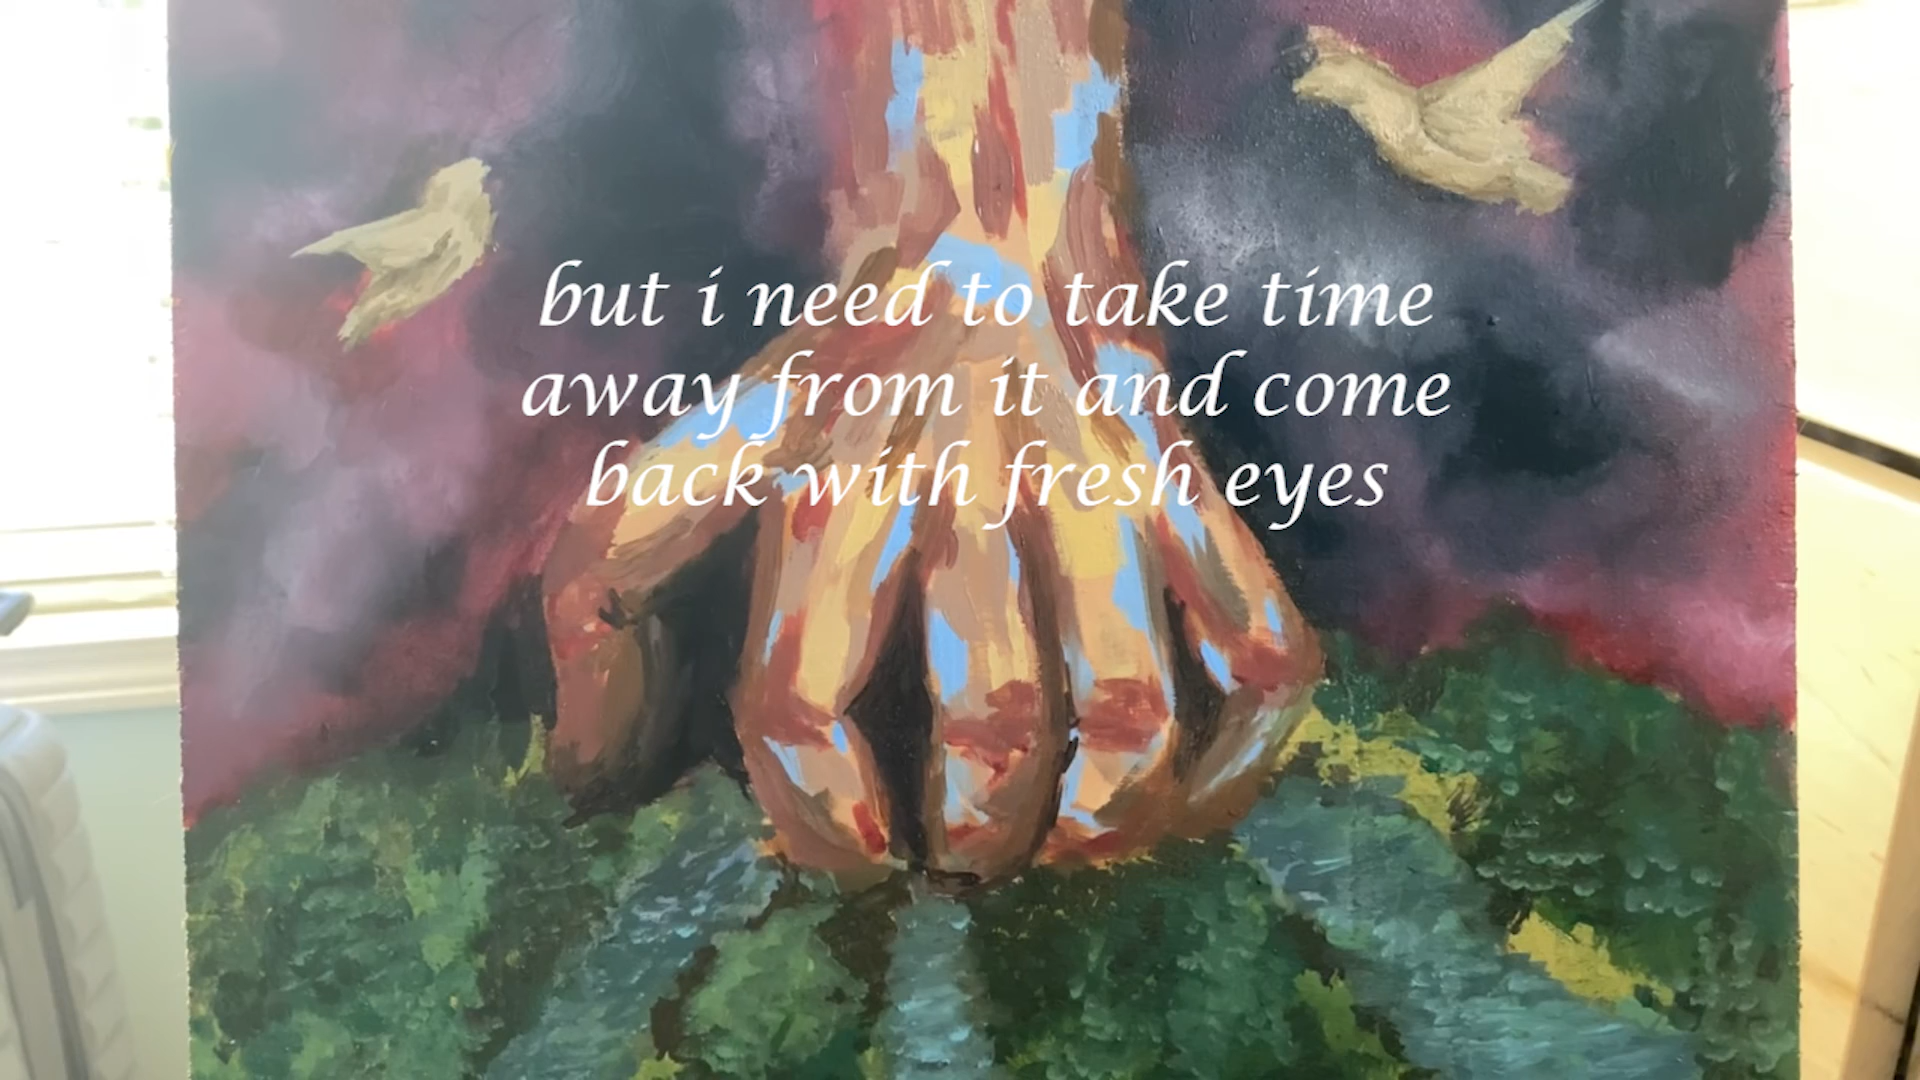 but i need to take time
away from it and come
back with fresh eyes